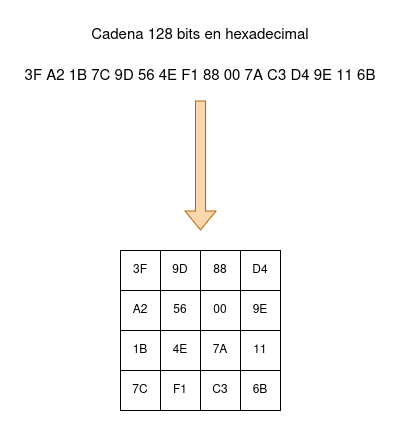 Cadena 128 bits en hexadecimal
3F A2 1B 7C 9D 56 4E F1 88 00 7A C3 D4 9E 11 6B
3F 9D 88 D4
A2 56 00 9E
1B 4E 7A 11
7C F1 C3 6B